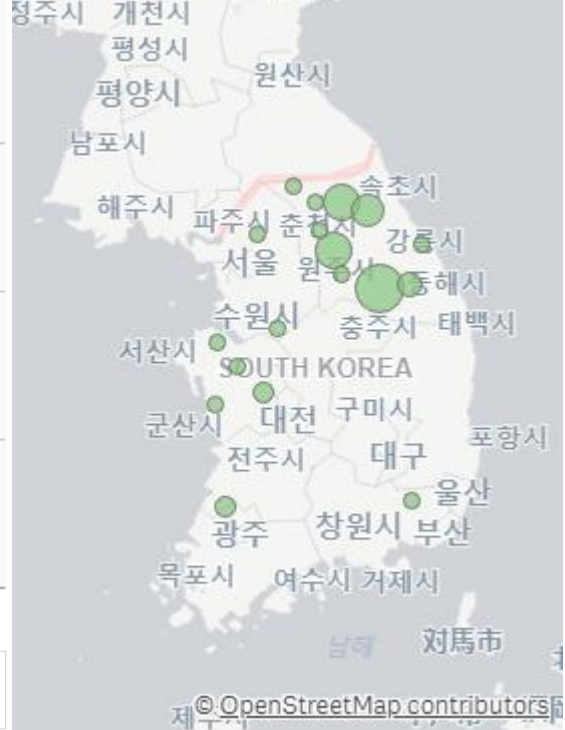 정주시 개천시
평성시
원산시
평양시
남포시
속초시
해주시
파주시 춘천시
강릉시
서울 원주시
동해시
수원시
충주시 태백시
서산시
SOUTH KOREA
구미시
군산시 대전
포항시
전주시 대구
울산
광주 창원시 부산
목포시 여수시 거제시
남해 対馬市
© OpenStreetMap contributors